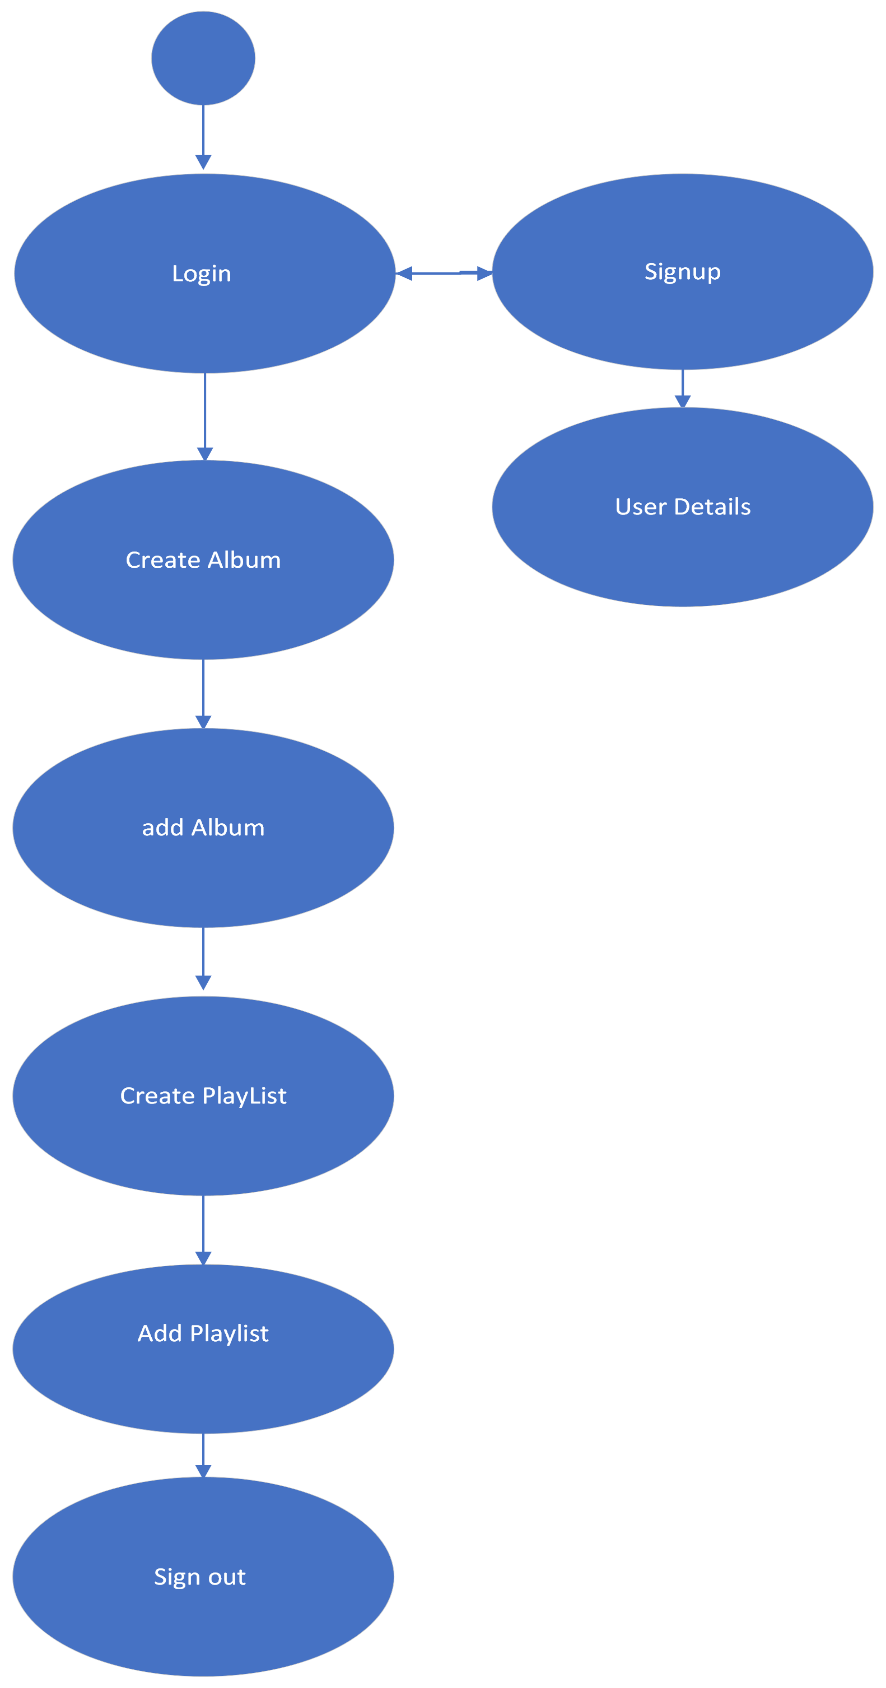 Login
Signup
User Details
Create Album
add Album
Create PlayList
Add Playlist
Sign out